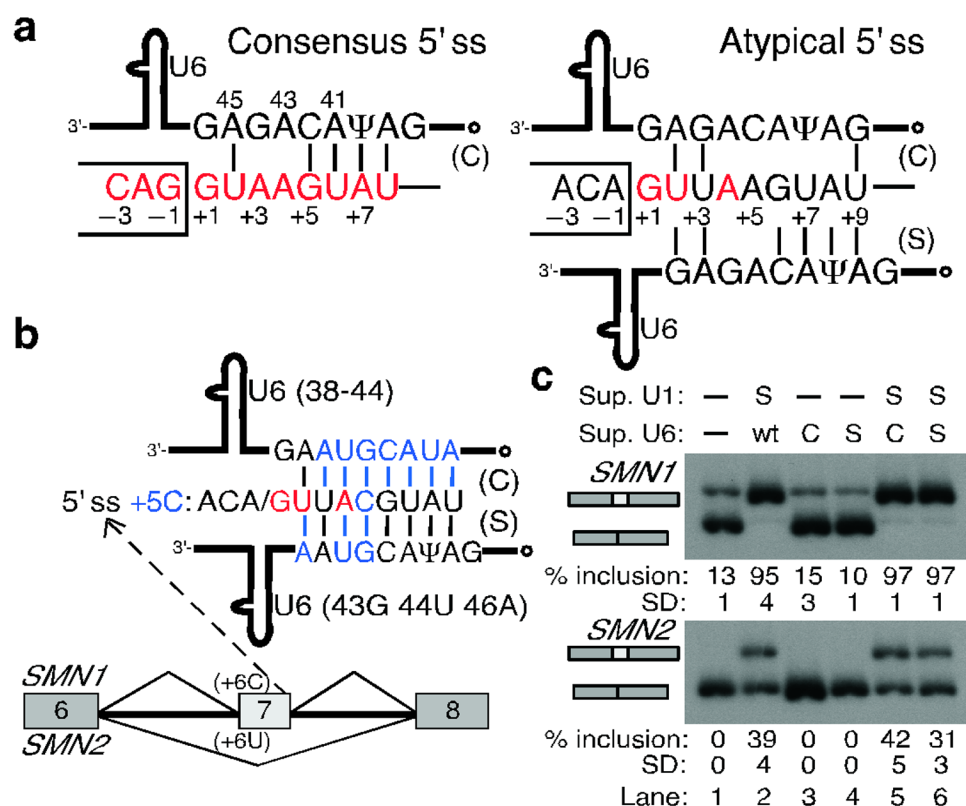 a
Consensus 5' ss
Atypical 5' ss
U6
45 43 41
3'-
GAGACAΨAG
(C)
CAG GUAAGUAU
−3 −1 +1 +3 +5 +7
U6
3'-
GAGACAΨAG
(C)
ACA GUUAAGUAU
−3 −1 +1 +3 +5 +7 +9
(S)
3'-
GAGACAΨAG
U6
b
U6 (38-44)
3'-
GAAUGCAUA
(C)
5' ss +5C: ACA/GUUACGUAU
(S)
3'-
AAUGCAΨAG
U6 (43G 44U 46A)
SMN1
(+6C)
6 7 8
(+6U)
SMN2
c
Sup. U1: — S — — S S
Sup. U6: — wt C S C S
SMN1
% inclusion: 13 95 15 10 97 97
SD: 1 4 3 1 1 1
SMN2
% inclusion: 0 39 0 0 42 31
SD: 0 4 0 0 5 3
Lane: 1 2 3 4 5 6